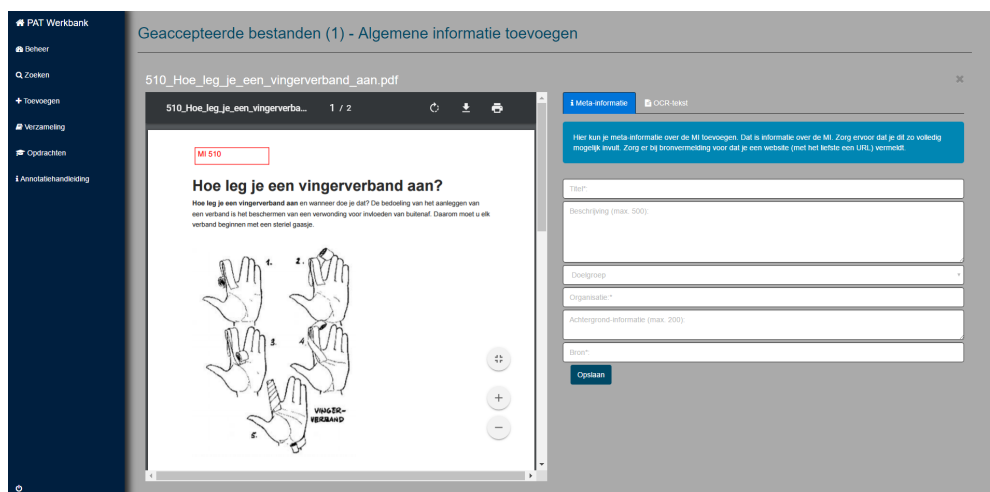 PAT Werkbank
Beheer
Zoeken
Toevoegen
Verzameling
Opdrachten
Annotatiehandleiding
Geaccepteerde bestanden (1) - Algemene informatie toevoegen
510_Hoe_leg_je_een_vingerverband_aan.pdf
510_Hoe_leg_je_een_vingerverba... 1 / 2
MI 510
Hoe leg je een vingerverband aan?
Hoe leg je een vingerverband aan en wanneer doe je dat? De bedoeling van het aanleggen van
een verband is het beschermen van een verwonding voor invloeden van buitenaf. Daarom moet u elk
verband beginnen met een steriel gaasje.
1.
2.
3.
4.
5.
VINGER-
VERBAND
Meta-informatie
OCR-tekst
Hier kun je meta-informatie over de MI toevoegen. Dat is informatie over de MI. Zorg ervoor dat je dit zo volledig
mogelijk invult. Zorg er bij bronvermelding voor dat je een website (met het liefste een URL) vermeldt.
Titel*:
Beschrijving (max. 500):
Doelgroep
Organisatie:*
Achtergrond-informatie (max. 200):
Bron*:
Opslaan